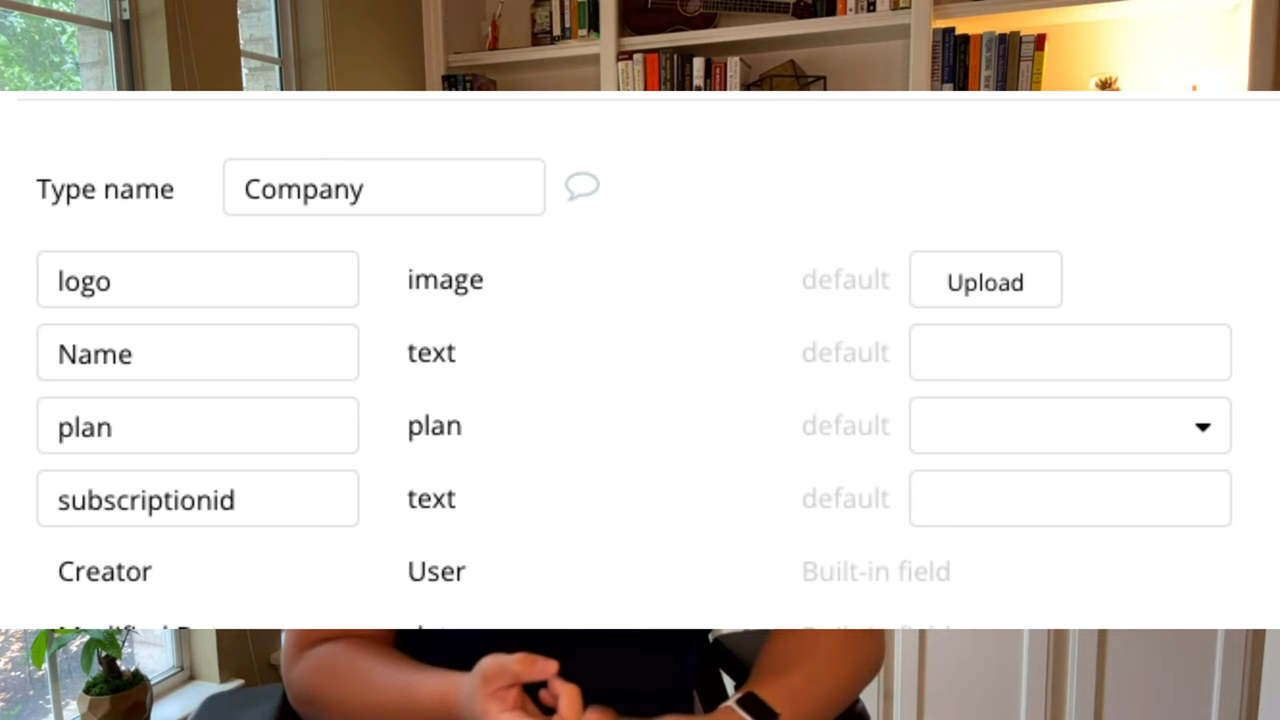 Type name Company
logo image default Upload
Name text default
plan plan default
subscriptionid text default
Creator User Built-in field